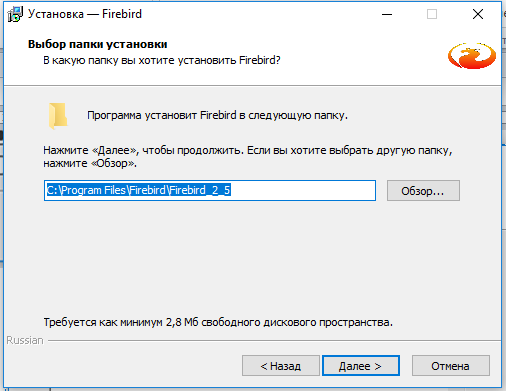 Установка — Firebird
Выбор папки установки
В какую папку вы хотите установить Firebird?
Программа установит Firebird в следующую папку.
Нажмите «Далее», чтобы продолжить. Если вы хотите выбрать другую папку,
нажмите «Обзор».
C:\Program Files\Firebird\Firebird_2_5
Обзор...
Требуется как минимум 2,8 Мб свободного дискового пространства.
Russian
< Назад
Далее >
Отмена